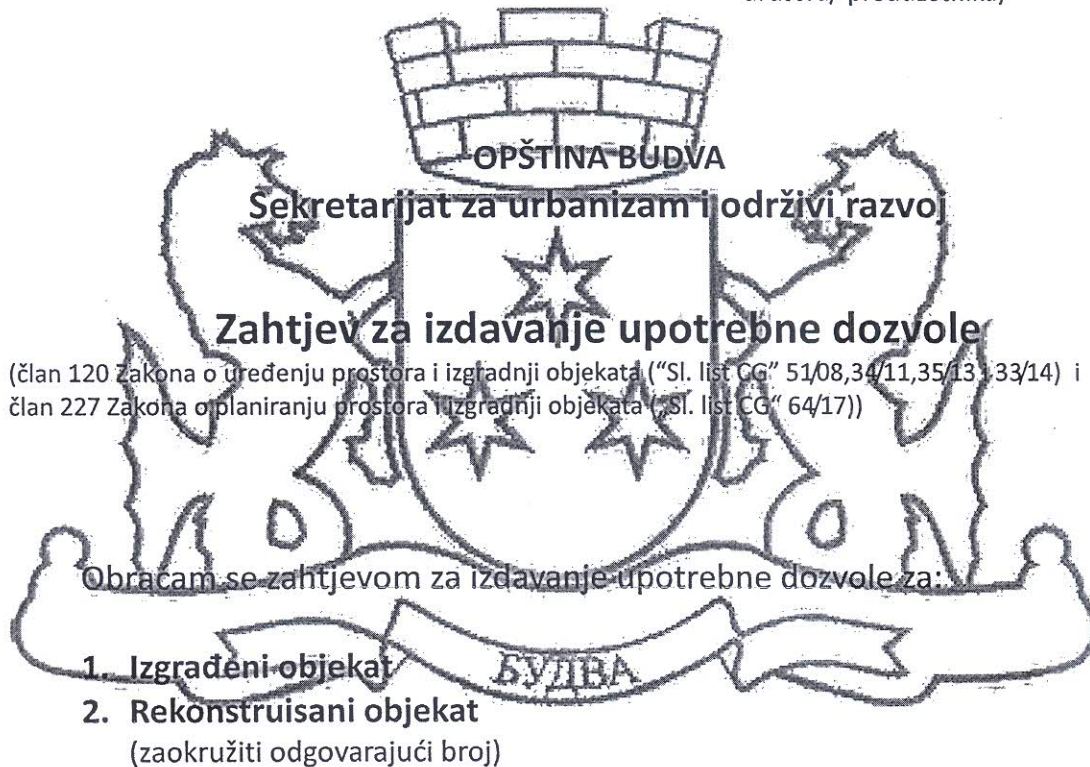 OPŠTINA BUDVA
Sekretarijat za urbanizam i održivi razvoj
Zahtjev za izdavanje upotrebne dozvole
(član 120 Zakona o uređenju prostora i izgradnji objekata (“Sl. list CG” 51/08,34/11,35/13 i 33/14) i
član 227 Zakona o planiranju prostora i izgradnji objekata („Sl. list CG“ 64/17))
Obraćam se zahtjevom za izdavanje upotrebne dozvole za:
1. Izgrađeni objekat
БУДВА
2. Rekonstruisani objekat
(zaokružiti odgovarajući broj)